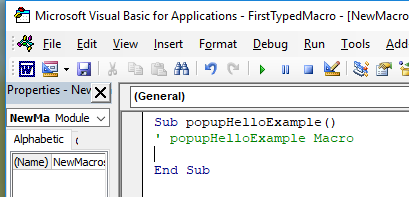 Microsoft Visual Basic for Applications - FirstTypedMacro - [NewMacro
File Edit View Insert Format Debug Run Tools Add
Properties - New
NewMa Module
Alphabetic
(Name) NewMacros
(General)
Sub popupHelloExample()
' popupHelloExample Macro
End Sub